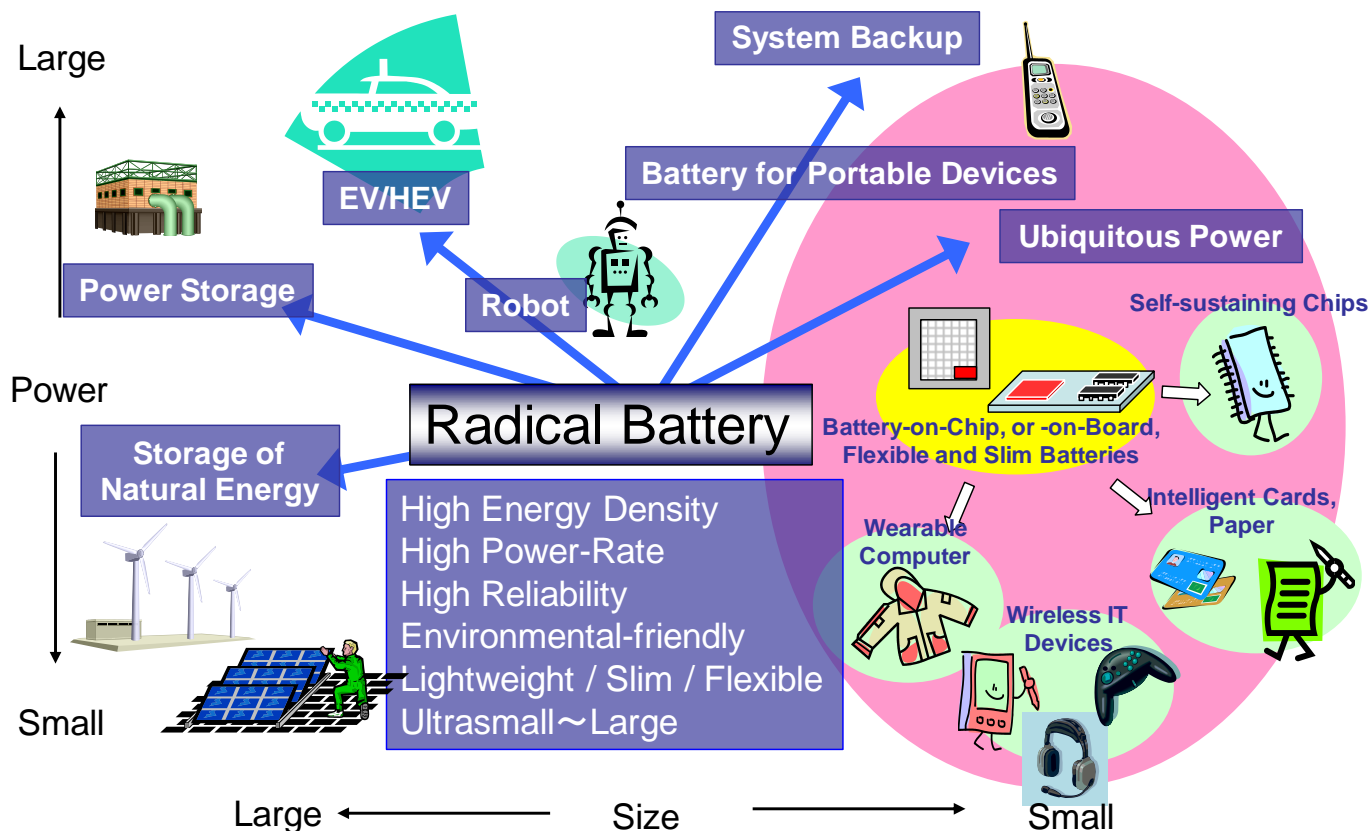 System Backup
Large
Battery for Portable Devices
EV/HEV
Ubiquitous Power
Power Storage
Robot
Self-sustaining Chips
Power
Radical Battery
Battery-on-Chip, or -on-Board,
Flexible and Slim Batteries
Storage of
Natural Energy
Intelligent Cards,
Paper
High Energy Density
High Power-Rate
High Reliability
Environmental-friendly
Lightweight / Slim / Flexible
Ultrasmall～Large
Wearable
Computer
Wireless IT
Devices
Small
Large
Size
Small